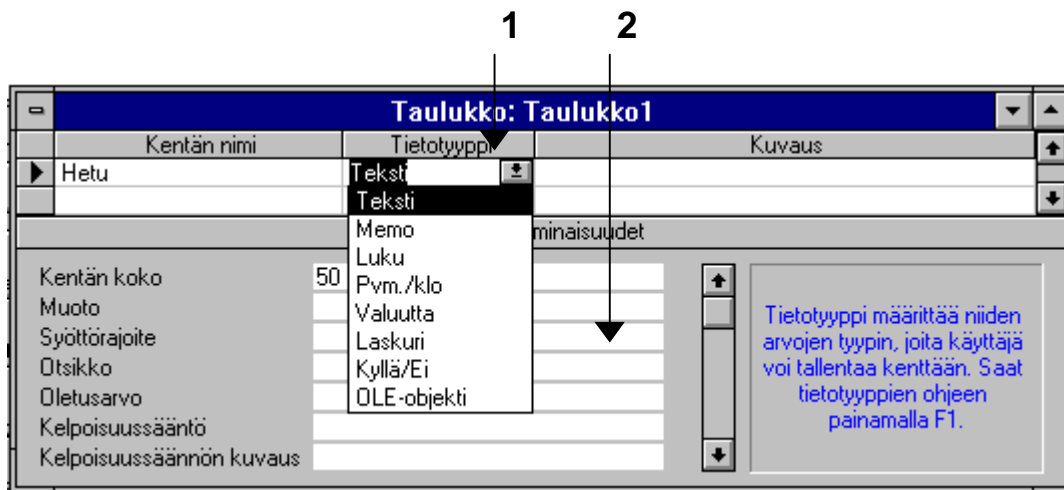 1 2
Taulukko: Taulukko1
Kentän nimi Tietotyyppi Kuvaus
Hetu Teksti
Teksti
Memo
minaisuudet
Luku
Kentän koko 50 Pvm./klo
Muoto Valuutta
Syöttörajoite Laskuri
Otsikko Kyllä/Ei
Oletusarvo OLE-objekti
Kelpoisuussääntö
Kelpoisuussäännön kuvaus
Tietotyyppi määrittää niiden
arvojen tyypin, joita käyttäjä
voi tallentaa kenttään. Saat
tietotyyppien ohjeen
painamalla F1.